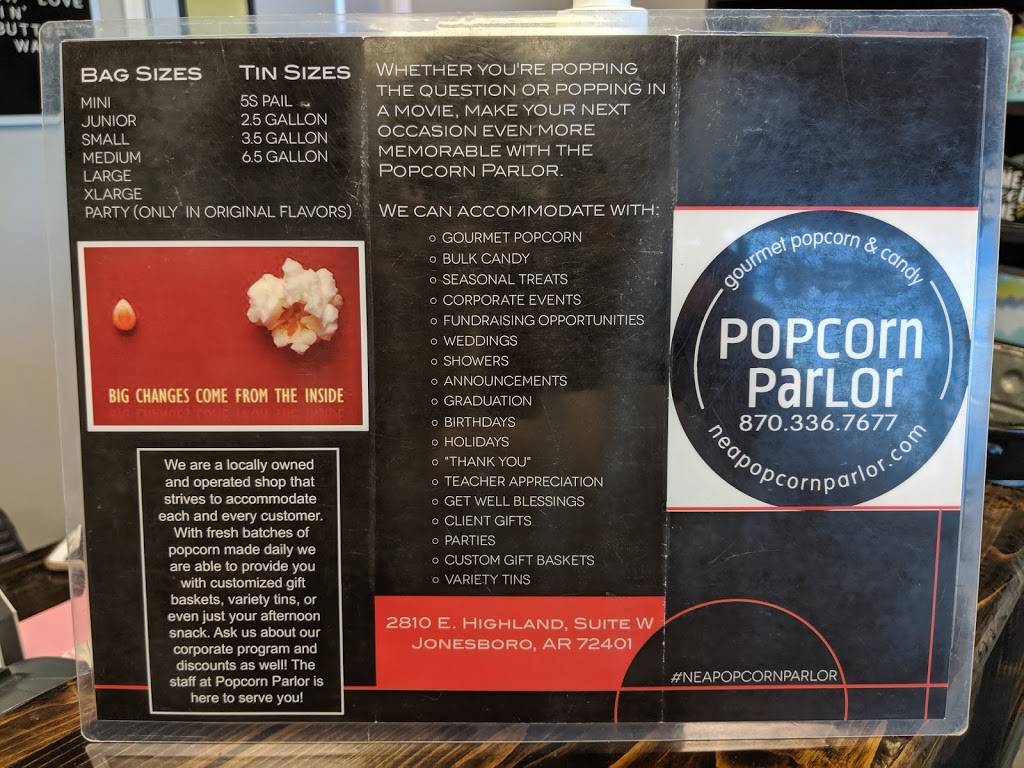 LOVE
IN'
BUTT
WA
BAG SIZES
MINI
JUNIOR
SMALL
MEDIUM
LARGE
XLARGE
PARTY (ONLY IN ORIGINAL FLAVORS)
TIN SIZES
5S PAIL
2.5 GALLON
3.5 GALLON
6.5 GALLON
BIG CHANGES COME FROM THE INSIDE
We are a locally owned
and operated shop that
strives to accommodate
each and every customer.
With fresh batches of
popcorn made daily we
are able to provide you
with customized gift
baskets, variety tins, or
even just your afternoon
snack. Ask us about our
corporate program and
discounts as well! The
staff at Popcorn Parlor is
here to serve you!
WHETHER YOU'RE POPPING
THE QUESTION OR POPPING IN
A MOVIE, MAKE YOUR NEXT
OCCASION EVEN MORE
MEMORABLE WITH THE
POPCORN PARLOR.
WE CAN ACCOMMODATE WITH:
○ GOURMET POPCORN
○ BULK CANDY
○ SEASONAL TREATS
○ CORPORATE EVENTS
○ FUNDRAISING OPPORTUNITIES
○ WEDDINGS
○ SHOWERS
○ ANNOUNCEMENTS
○ GRADUATION
○ BIRTHDAYS
○ HOLIDAYS
○ "THANK YOU"
○ TEACHER APPRECIATION
○ GET WELL BLESSINGS
○ CLIENT GIFTS
○ PARTIES
○ CUSTOM GIFT BASKETS
○ VARIETY TINS
2810 E. HIGHLAND, SUITE W
JONESBORO, AR 72401
gourmet popcorn & candy
POPCorn
ParLor
870.336.7677
neapopcornparlor.com
#NEAPOPCORNPARLOR